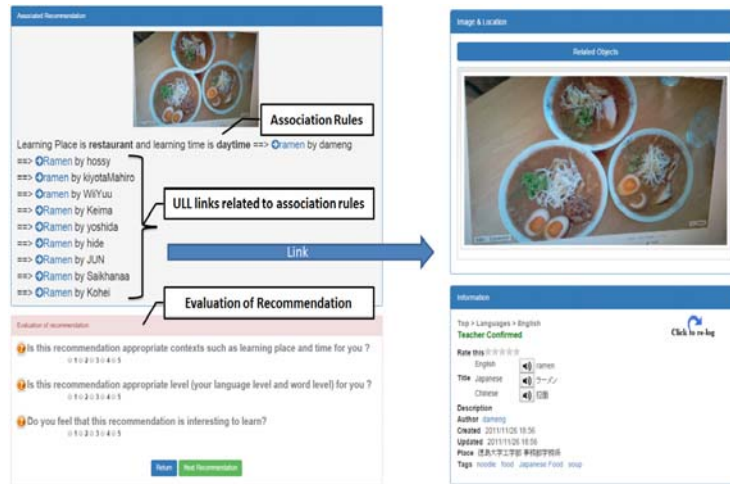 Associated Recommendation
Association Rules
Learning Place is restaurant and learning time is daytime ==> ramen by dameng
==> Ramen by hossy
==> ramen by kiyotaMahiro
==> ramen by WiiYuu
==> Ramen by Keima
==> Ramen by yoshida
==> Ramen by hide
==> Ramen by JUN
==> Ramen by Saikhanaa
==> Ramen by Kohei
ULL links related to association rules
Link
Evaluation of Recommendation
Evaluation of recommendation
Is this recommendation appropriate contexts such as learning place and time for you ?
1 2 3 4 5
Is this recommendation appropriate level (your language level and word level) for you ?
1 2 3 4 5
Do you feel that this recommendation is interesting to learn?
1 2 3 4 5
Return Next Recommendation
Image & Location
Related Objects
Information
Top > Languages > English
Teacher Confirmed
Click to re-log
Rate this
English ramen
Title Japanese ラーメン
Chinese
Description
Author dameng
Created 2011/11/26 18:56
Updated 2011/11/26 18:56
Place 徳島大学工学部
Tags noodle food Japanese Food soup